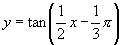 y = tan(1/2 x − 1/3 π)